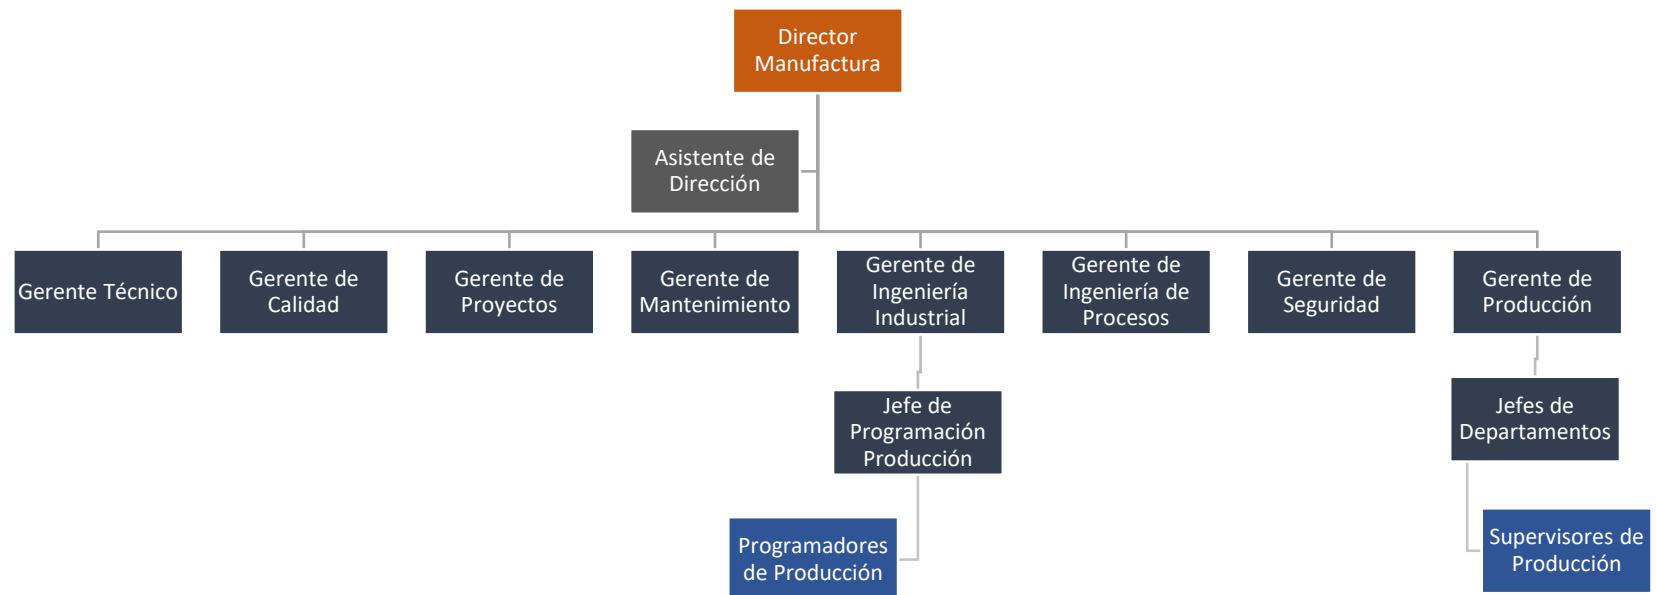 Director
Manufactura
Asistente de
Dirección
Gerente Técnico
Gerente de
Calidad
Gerente de
Proyectos
Gerente de
Mantenimiento
Gerente de
Ingeniería
Industrial
Gerente de
Ingeniería de
Procesos
Gerente de
Seguridad
Gerente de
Producción
Jefe de
Programación
Producción
Jefes de
Departamentos
Programadores
de Producción
Supervisores de
Producción